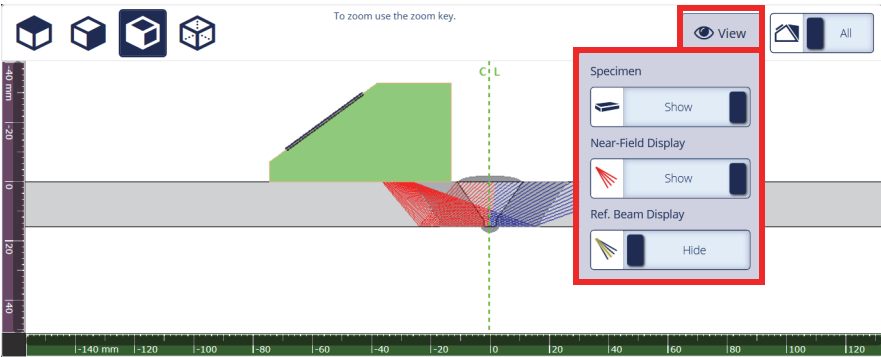 To zoom use the zoom key.
View
All
Specimen
Show
Near-Field Display
Show
Ref. Beam Display
Hide
C L
-40 mm
-20
0
20
40
-140 mm -120 -100 -80 -60 -40 -20 0 20 40 60 80 100 120